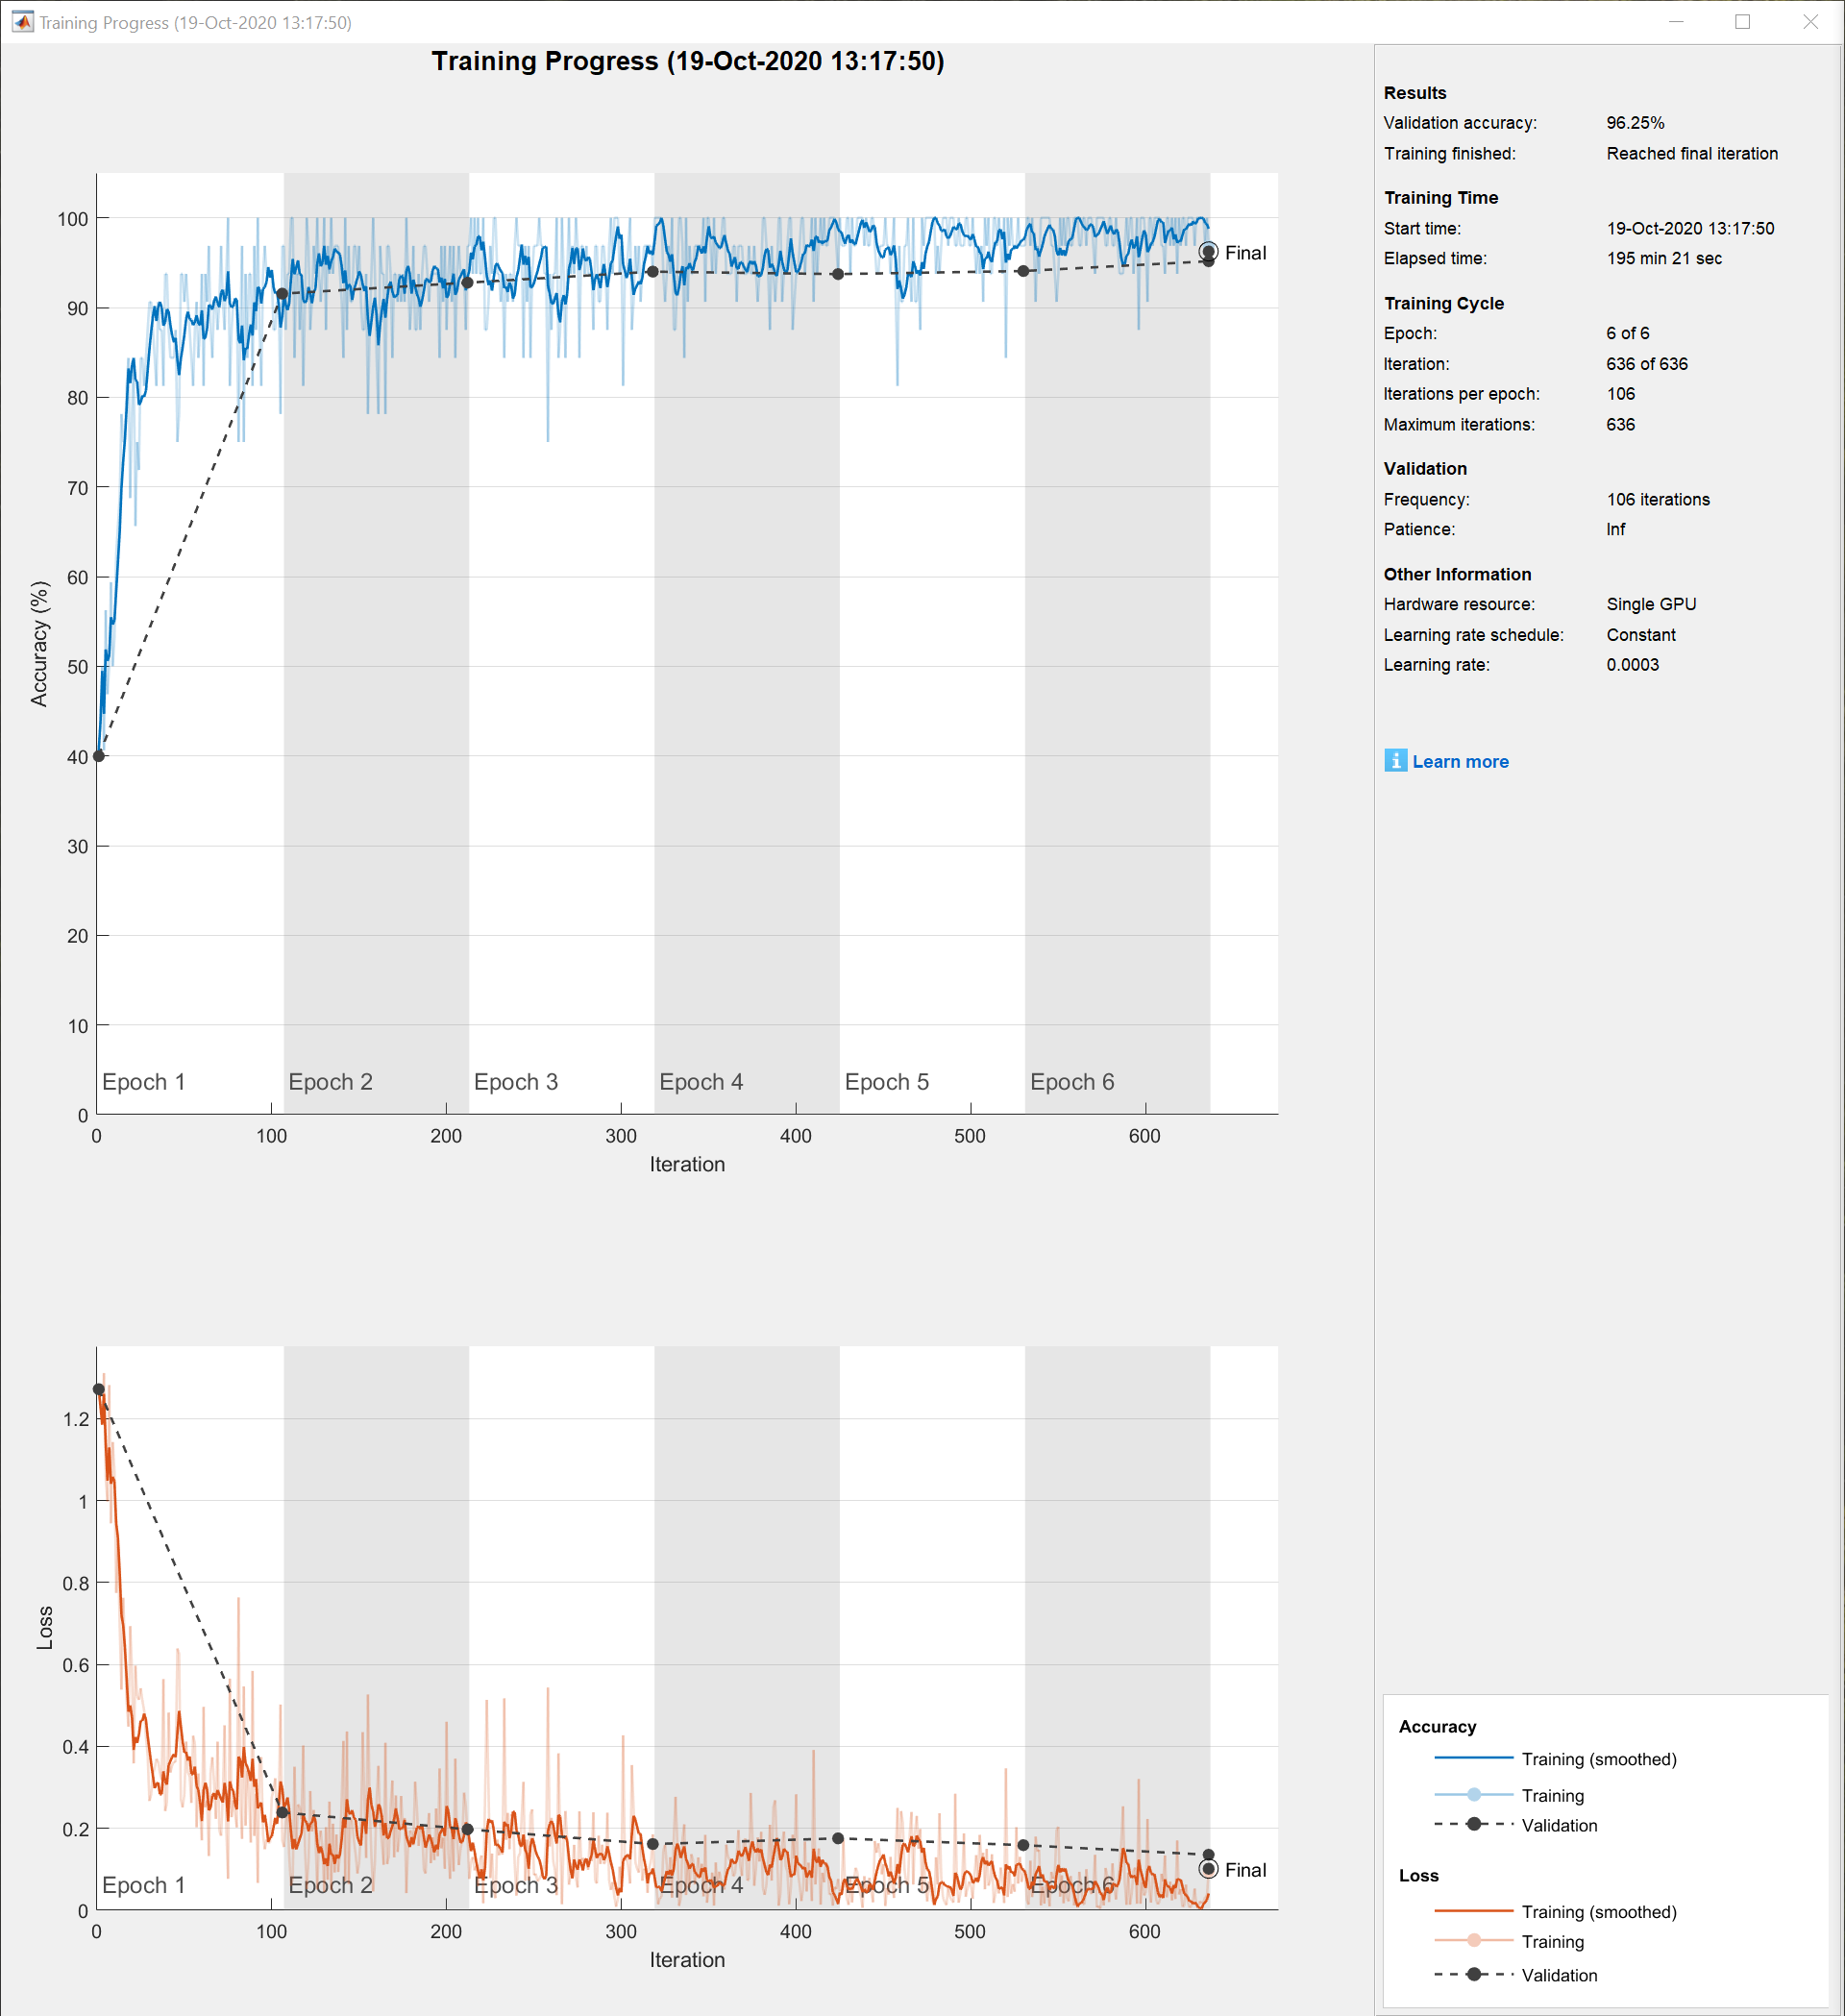 Training Progress (19-Oct-2020 13:17:50)
Training Progress (19-Oct-2020 13:17:50)
100
90
80
70
60
50
40
30
20
10
0
Accuracy (%)
Final
Epoch 1 Epoch 2 Epoch 3 Epoch 4 Epoch 5 Epoch 6
0 100 200 300 400 500 600
Iteration
1.2
1
0.8
0.6
0.4
0.2
0
Loss
Final
Epoch 1 Epoch 2 Epoch 3 Epoch 4 Epoch 5 Epoch 6
0 100 200 300 400 500 600
Iteration
Results
Validation accuracy: 96.25%
Training finished: Reached final iteration
Training Time
Start time: 19-Oct-2020 13:17:50
Elapsed time: 195 min 21 sec
Training Cycle
Epoch: 6 of 6
Iteration: 636 of 636
Iterations per epoch: 106
Maximum iterations: 636
Validation
Frequency: 106 iterations
Patience: Inf
Other Information
Hardware resource: Single GPU
Learning rate schedule: Constant
Learning rate: 0.0003
i Learn more
Accuracy
Training (smoothed)
Training
Validation
Loss
Training (smoothed)
Training
Validation